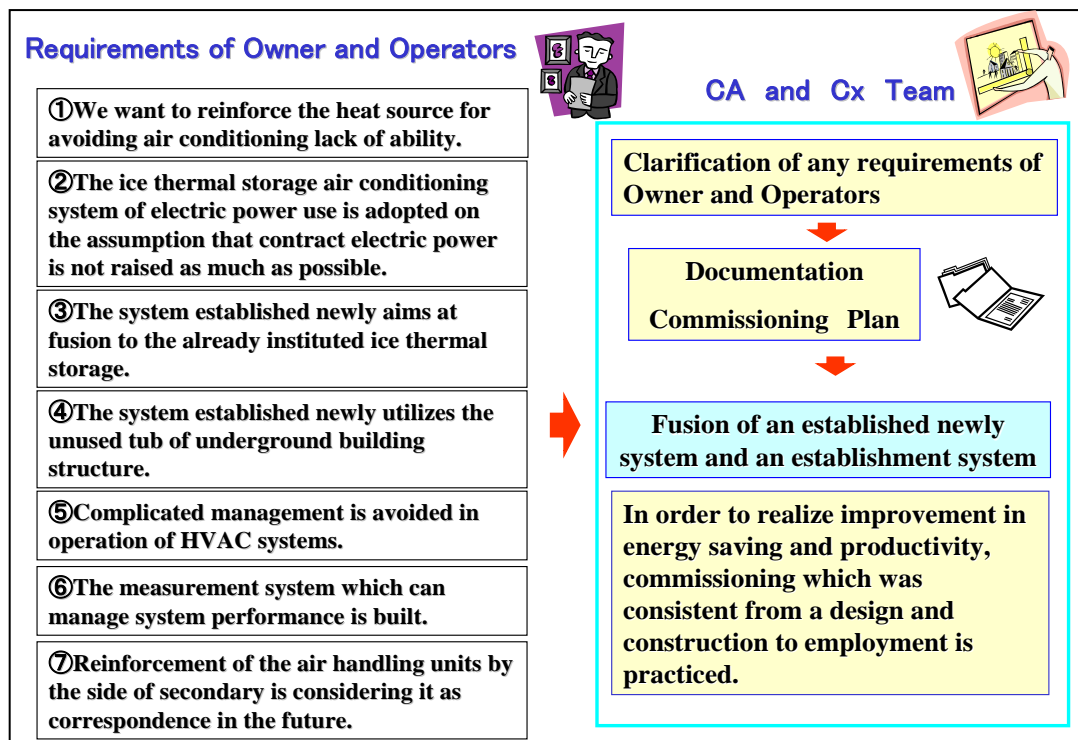 Requirements of Owner and Operators
①We want to reinforce the heat source for
avoiding air conditioning lack of ability.
②The ice thermal storage air conditioning
system of electric power use is adopted on
the assumption that contract electric power
is not raised as much as possible.
③The system established newly aims at
fusion to the already instituted ice thermal
storage.
④The system established newly utilizes the
unused tub of underground building
structure.
⑤Complicated management is avoided in
operation of HVAC systems.
⑥The measurement system which can
manage system performance is built.
⑦Reinforcement of the air handling units by
the side of secondary is considering it as
correspondence in the future.
CA and Cx Team
Clarification of any requirements of
Owner and Operators
Documentation
Commissioning Plan
Fusion of an established newly
system and an establishment system
In order to realize improvement in
energy saving and productivity,
commissioning which was
consistent from a design and
construction to employment is
practiced.